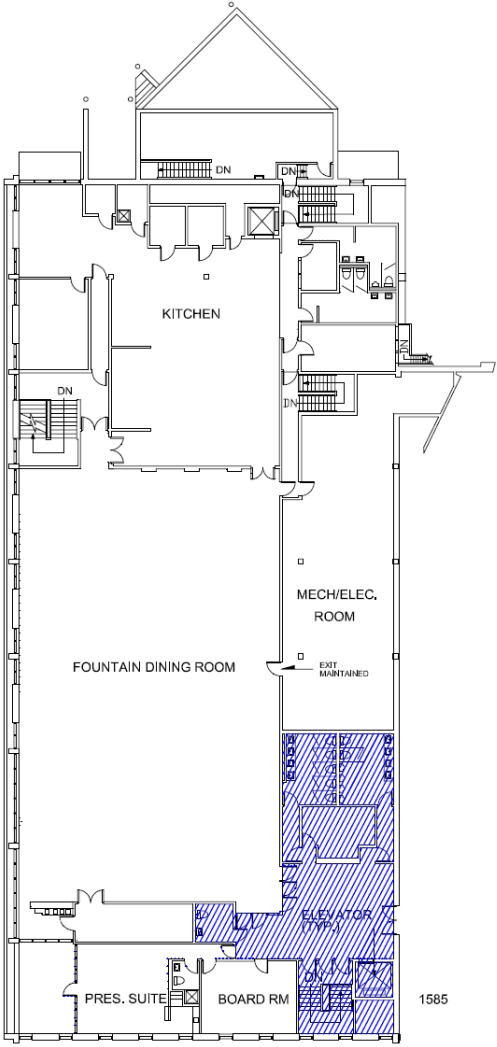 DN
DN
DN
KITCHEN
DN
DN
DN
MECH/ELEC.
ROOM
FOUNTAIN DINING ROOM
EXIT
MAINTAINED
ELEVATOR
(TYP.)
DN
PRES. SUITE
BOARD RM
1585